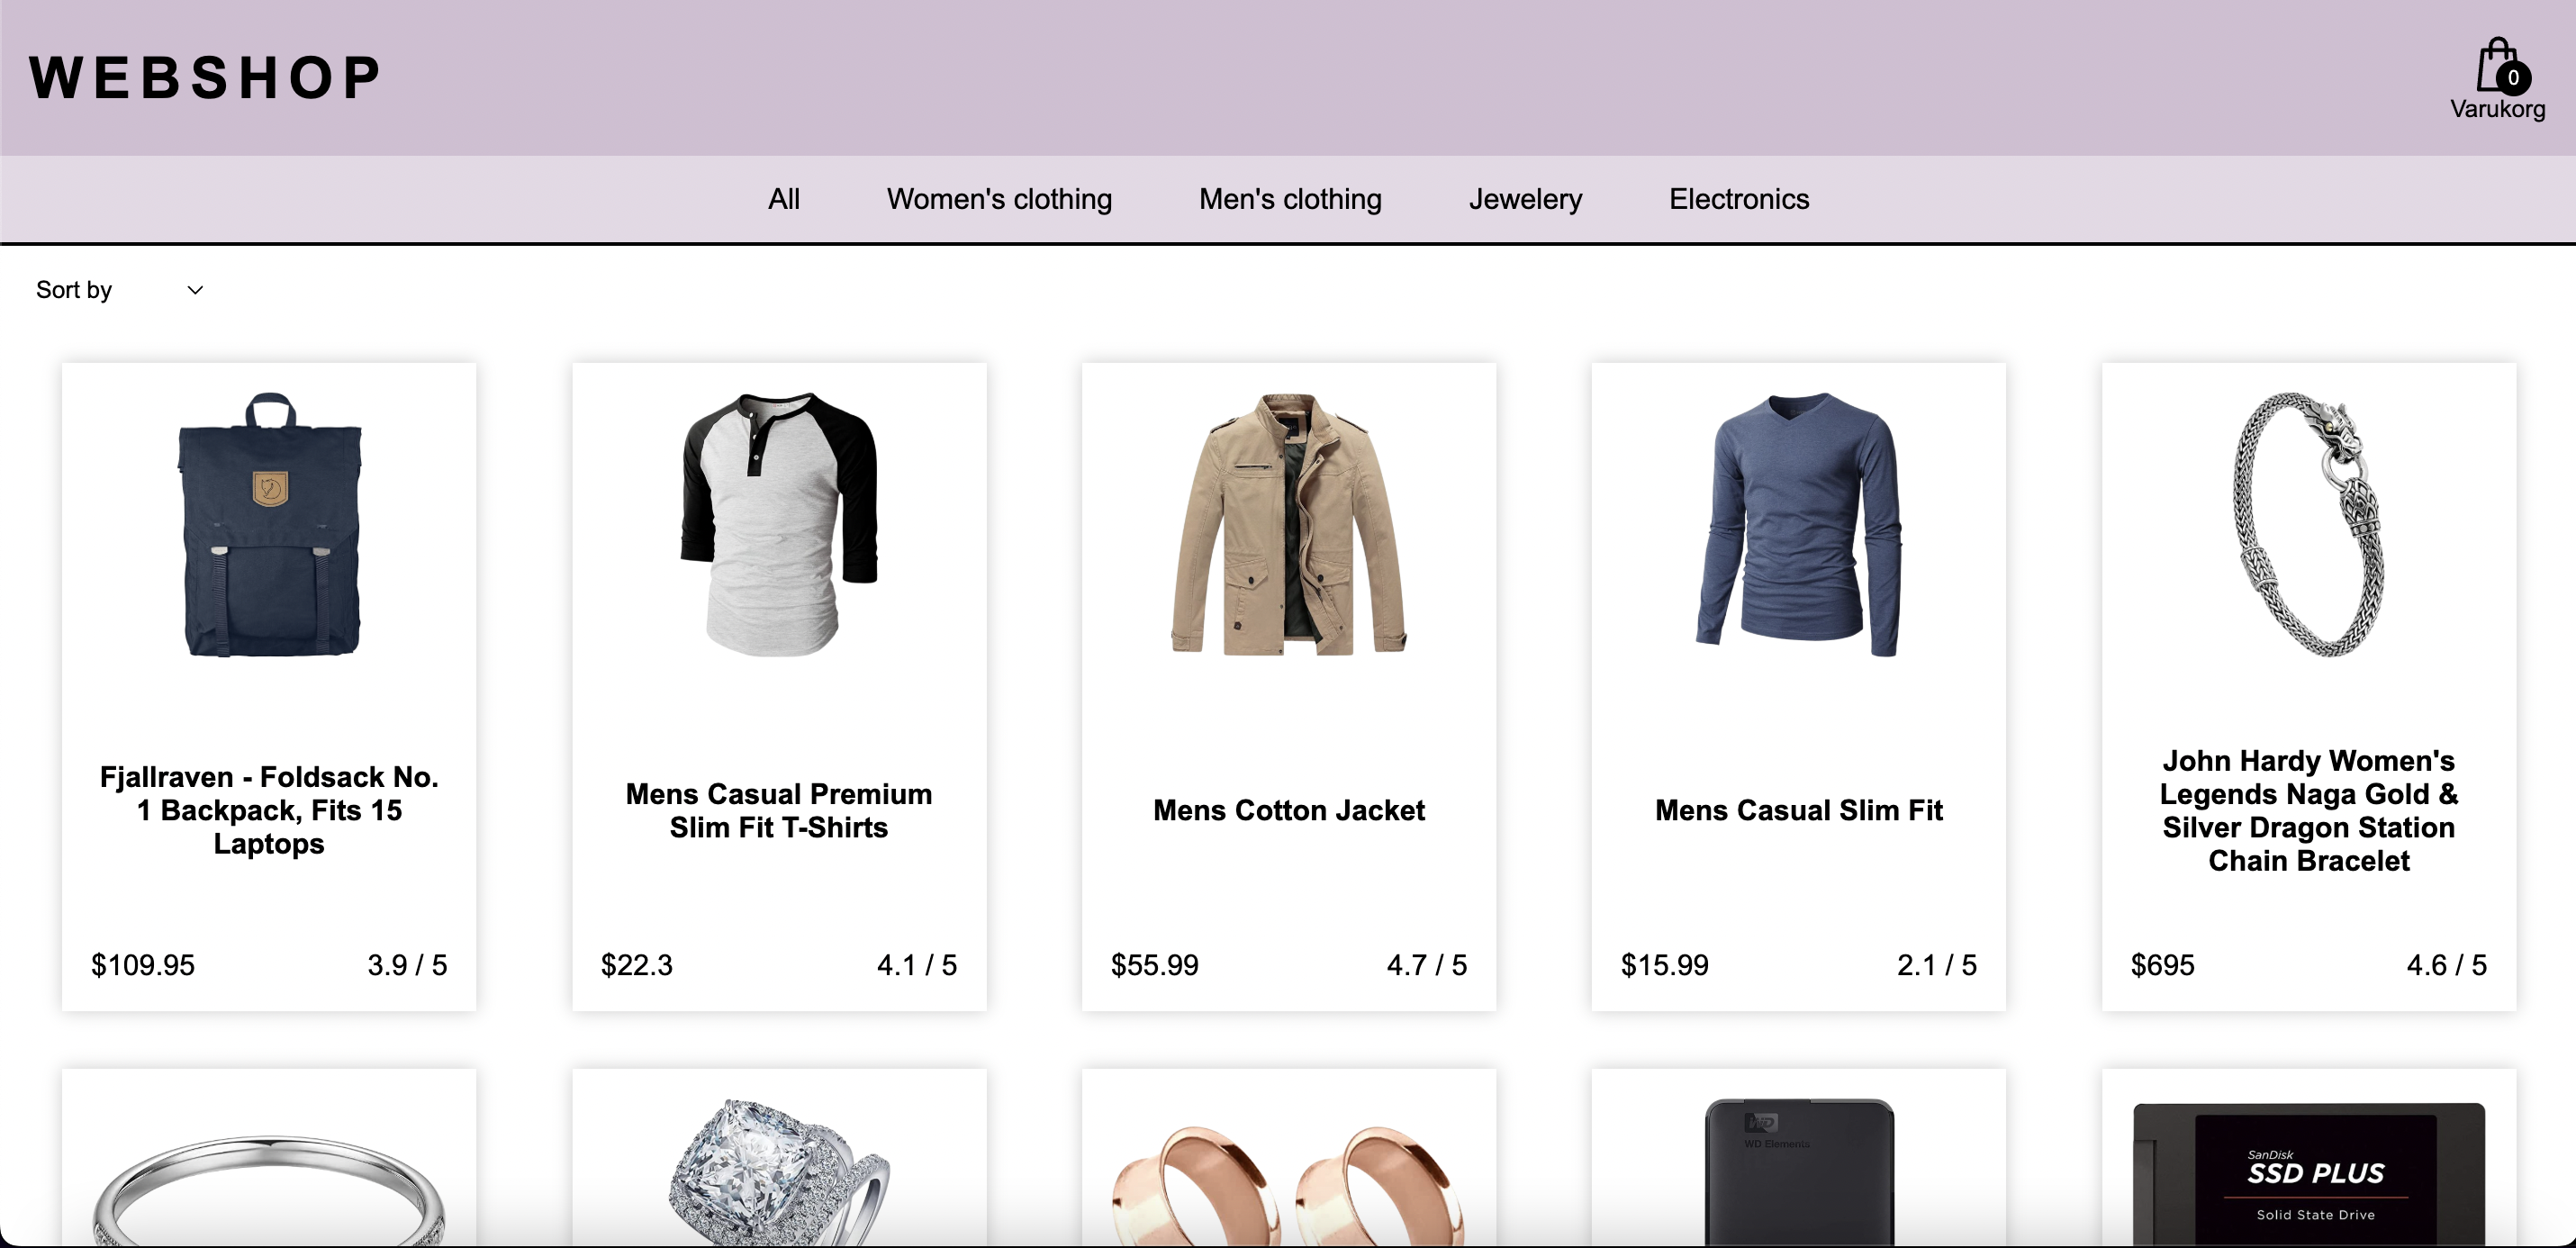 WEBSHOP
0
Varukorg
All
Women's clothing
Men's clothing
Jewelery
Electronics
Sort by
Fjallraven - Foldsack No.
1 Backpack, Fits 15
Laptops
$109.95
3.9 / 5
Mens Casual Premium
Slim Fit T-Shirts
$22.3
4.1 / 5
Mens Cotton Jacket
$55.99
4.7 / 5
Mens Casual Slim Fit
$15.99
2.1 / 5
John Hardy Women's
Legends Naga Gold &
Silver Dragon Station
Chain Bracelet
$695
4.6 / 5
WD
WD Elements
SanDisk
SSD PLUS
Solid State Drive